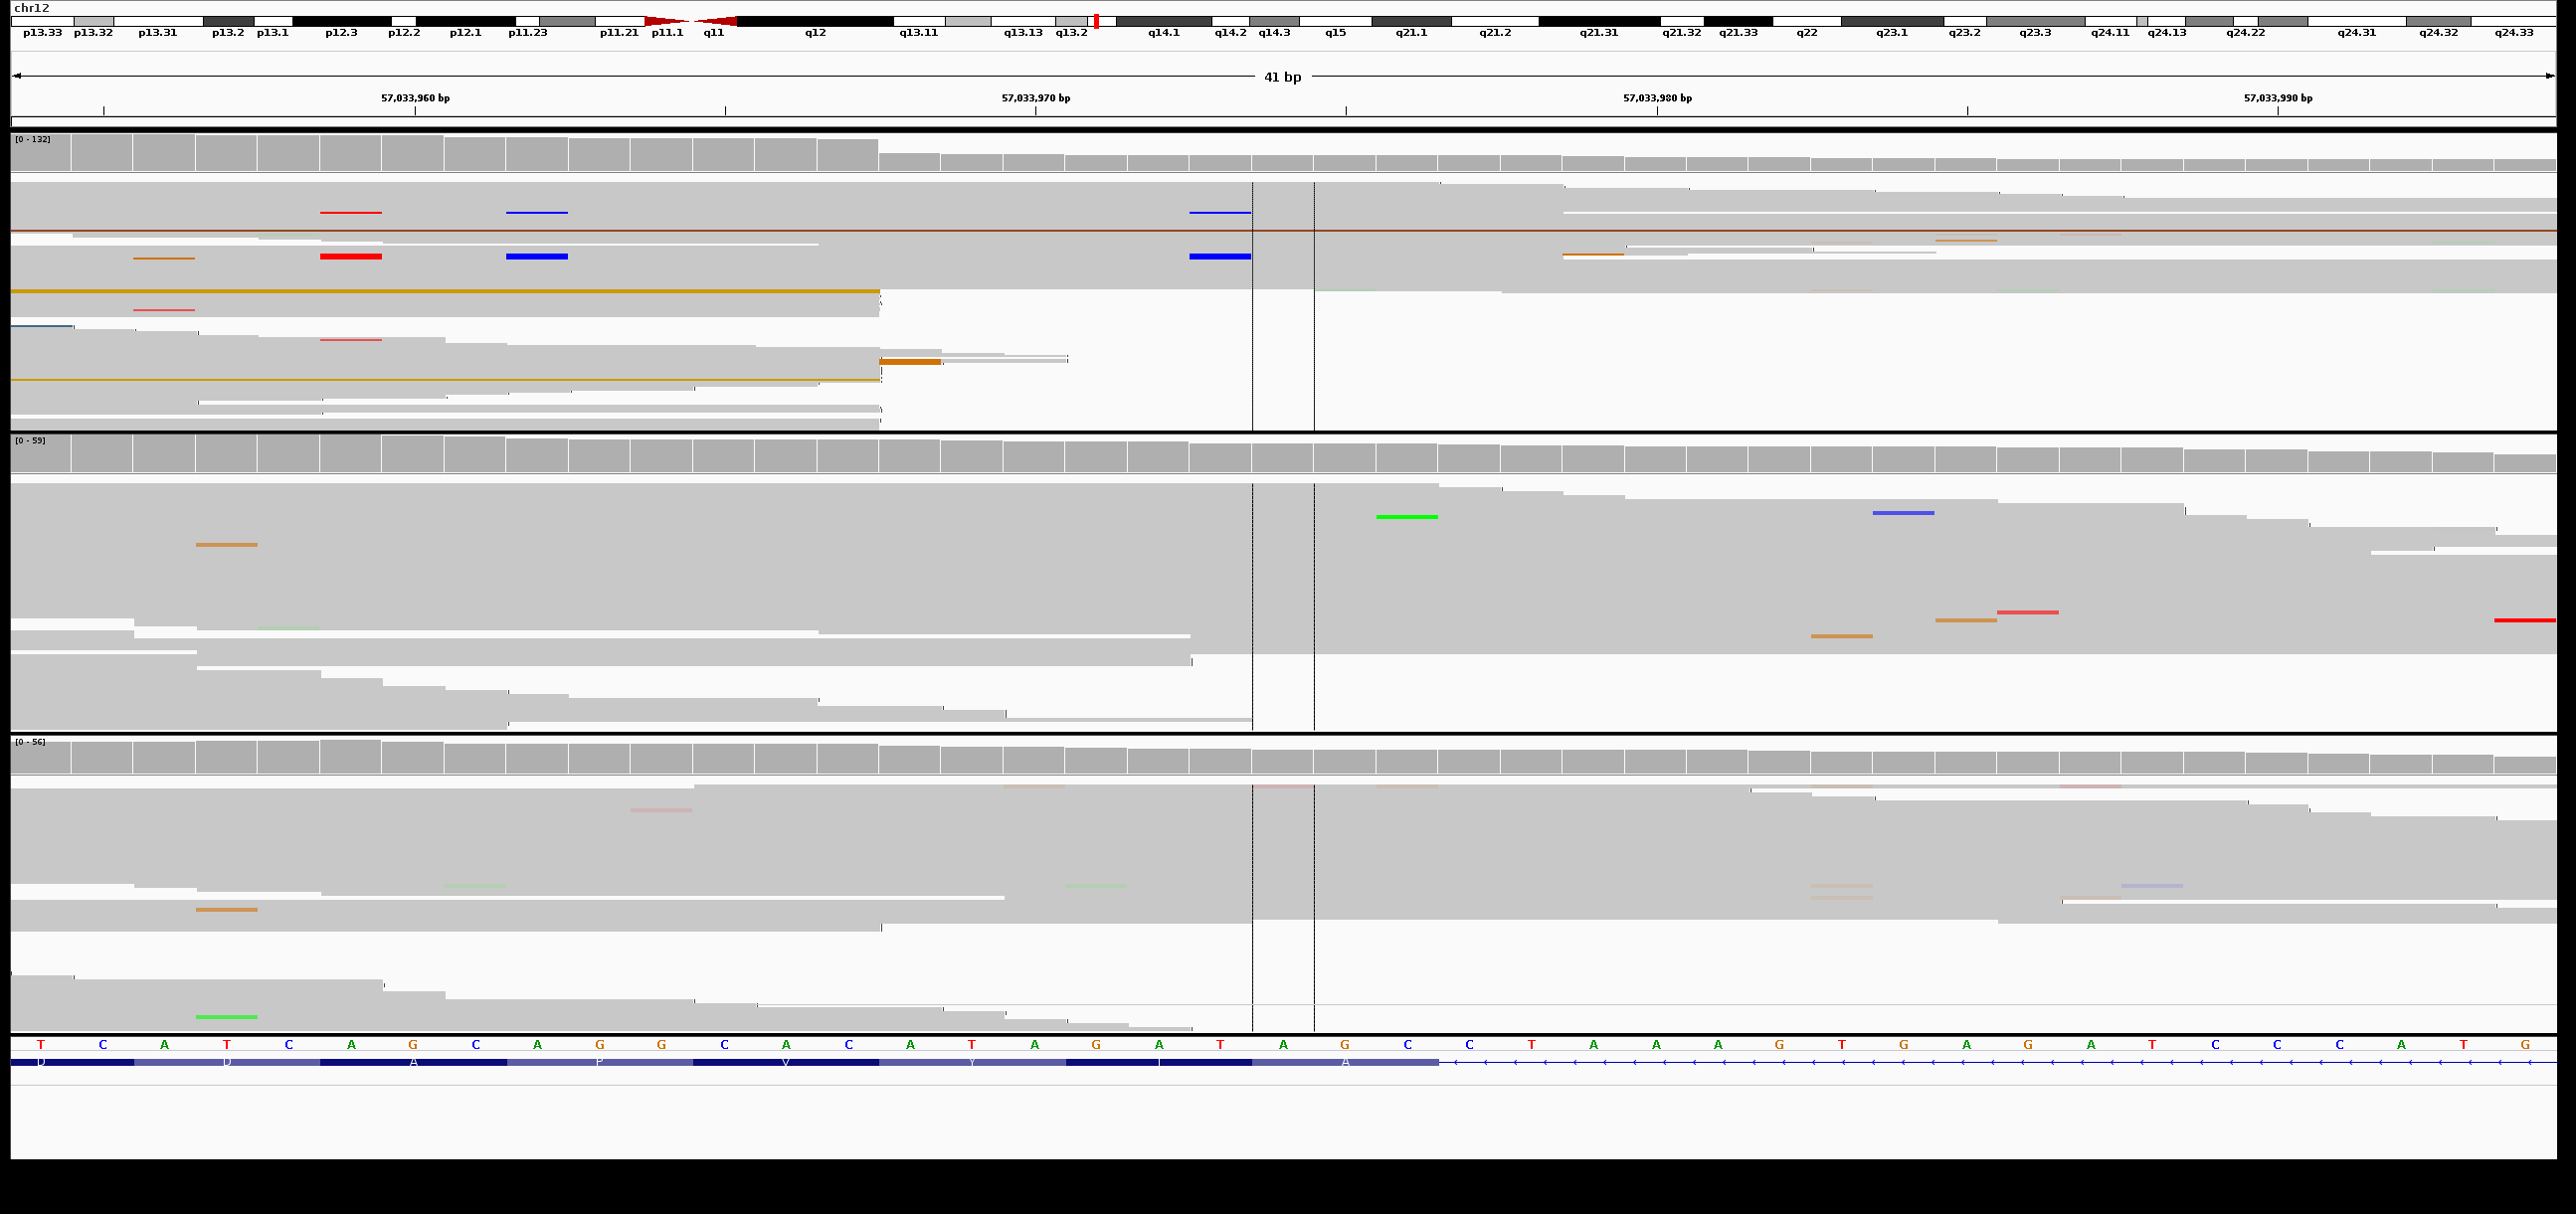 chr12
p13.33 p13.32 p13.31 p13.2 p13.1 p12.3 p12.2 p12.1 p11.23 p11.21 p11.1 q11 q12 q13.11 q13.13 q13.2 q14.1 q14.2 q14.3 q15 q21.1 q21.2 q21.31 q21.32 q21.33 q22 q23.1 q23.2 q23.3 q24.11 q24.13 q24.22 q24.31 q24.32 q24.33
41 bp
57,033,960 bp 57,033,970 bp 57,033,980 bp 57,033,990 bp
[0 - 132]
[0 - 59]
[0 - 56]
T C A T C A G C A G G C A C A T A G A T A G C C T A A A G T G A G A T C C C A T G
D D A P V Y I A